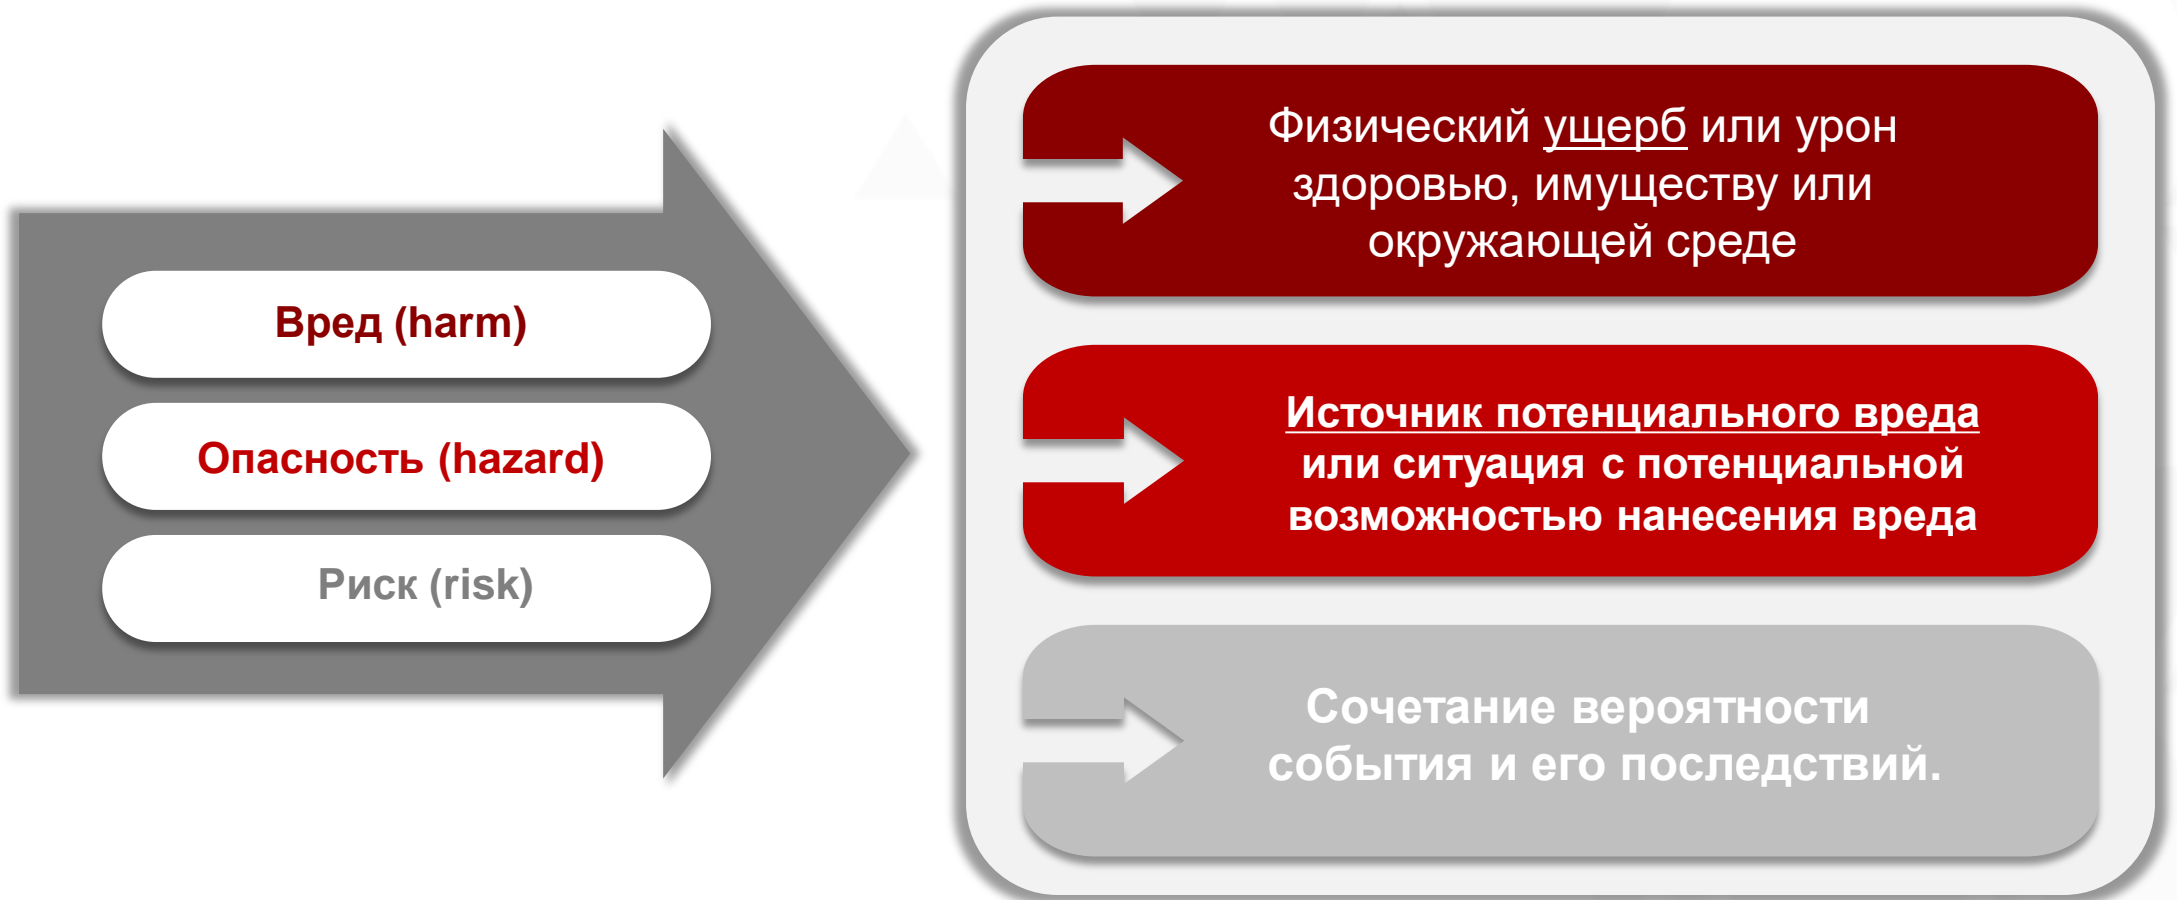 Вред (harm)
Опасность (hazard)
Риск (risk)
Физический ущерб или урон
здоровью, имуществу или
окружающей среде
Источник потенциального вреда
или ситуация с потенциальной
возможностью нанесения вреда
Сочетание вероятности
события и его последствий.